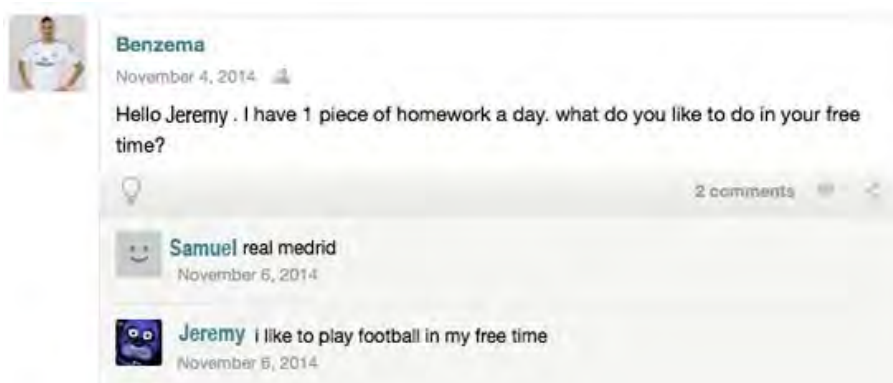 Benzema
November 4, 2014
Hello Jeremy . I have 1 piece of homework a day. what do you like to do in your free
time?
2 comments
Samuel real medrid
November 6, 2014
Jeremy i like to play football in my free time
November 6, 2014